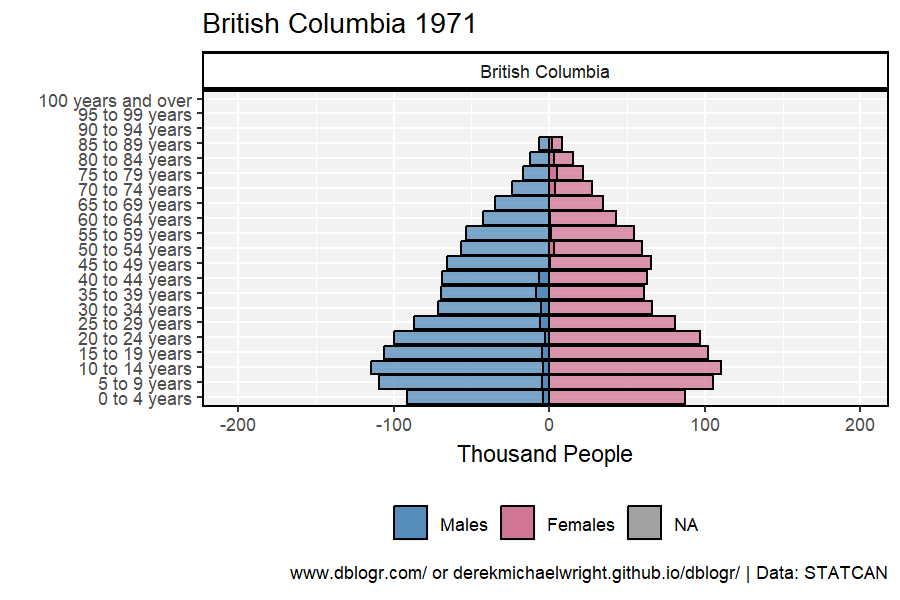 British Columbia 1971
British Columbia
100 years and over
95 to 99 years
90 to 94 years
85 to 89 years
80 to 84 years
75 to 79 years
70 to 74 years
65 to 69 years
60 to 64 years
55 to 59 years
50 to 54 years
45 to 49 years
40 to 44 years
35 to 39 years
30 to 34 years
25 to 29 years
20 to 24 years
15 to 19 years
10 to 14 years
5 to 9 years
0 to 4 years
-200 -100 0 100 200
Thousand People
Males Females NA
www.dblogr.com/ or derekmichaelwright.github.io/dblogr/ | Data: STATCAN